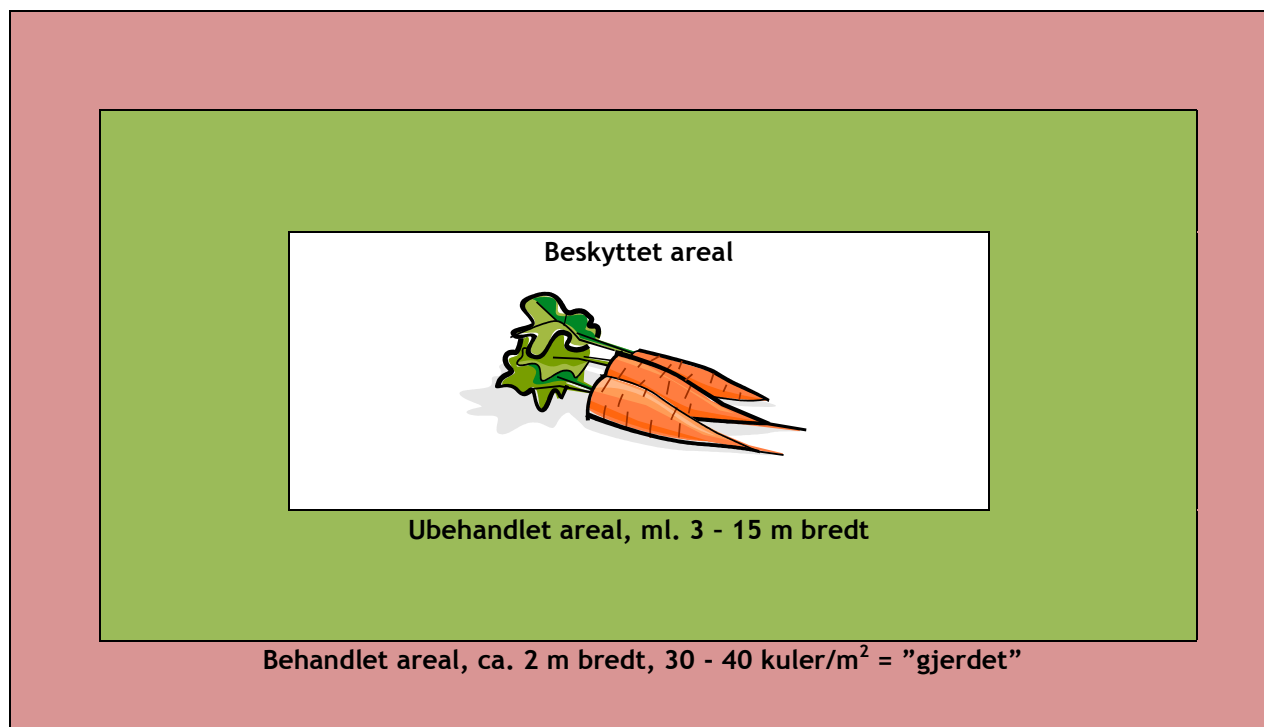 Beskyttet areal
Ubehandlet areal, ml. 3 – 15 m bredt
Behandlet areal, ca. 2 m bredt, 30 - 40 kuler/m² = ”gjerdet”